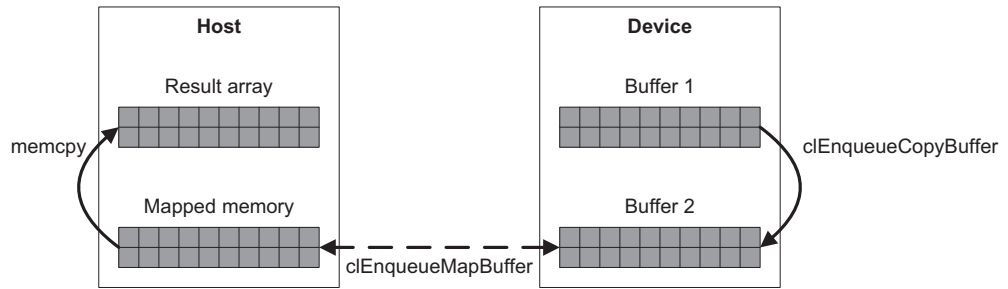 Host
Device
Result array
Buffer 1
memcpy
clEnqueueCopyBuffer
Mapped memory
Buffer 2
clEnqueueMapBuffer